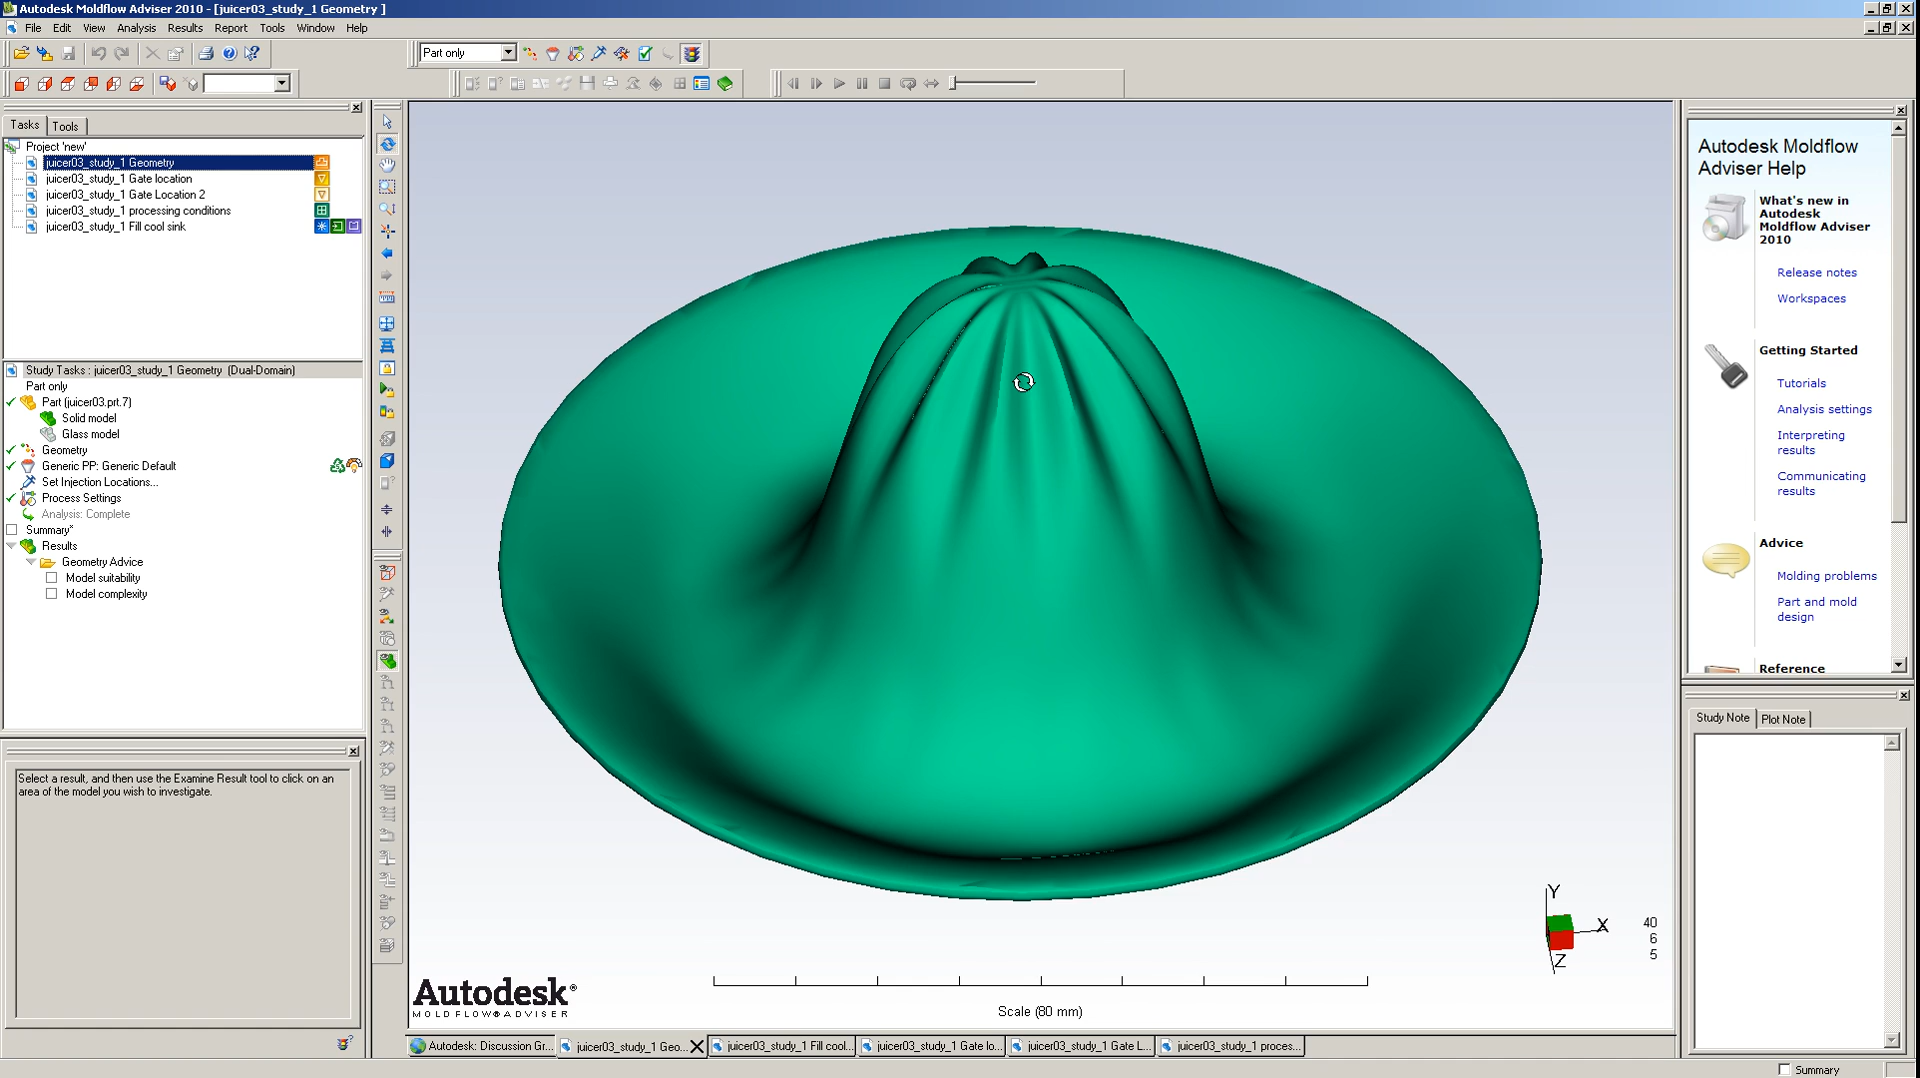 Autodesk Moldflow Adviser 2010 - [juicer03_study_1 Geometry ]
File Edit View Analysis Results Report Tools Window Help
Part only
Tasks Tools
Project 'new'
juicer03_study_1 Geometry
juicer03_study_1 Gate location
juicer03_study_1 Gate Location 2
juicer03_study_1 processing conditions
juicer03_study_1 Fill cool sink
Study Tasks : juicer03_study_1 Geometry (Dual-Domain)
Part only
Part (juicer03.prt.7)
Solid model
Glass model
Geometry
Generic PP: Generic Default
Set Injection Locations...
Process Settings
Analysis: Complete
Summary*
Results
Geometry Advice
Model suitability
Model complexity
Select a result, and then use the Examine Result tool to click on an
area of the model you wish to investigate.
Y
X
Z
40
6
5
Autodesk®
MOLDFLOW® ADVISER
Scale (80 mm)
Autodesk: Discussion Gr...
juicer03_study_1 Geo...
juicer03_study_1 Fill cool...
juicer03_study_1 Gate lo...
juicer03_study_1 Gate L...
juicer03_study_1 proces...
Autodesk Moldflow
Adviser Help
What's new in
Autodesk
Moldflow Adviser
2010
Release notes
Workspaces
Getting Started
Tutorials
Analysis settings
Interpreting
results
Communicating
results
Advice
Molding problems
Part and mold
design
Reference
Study Note Plot Note
Summary